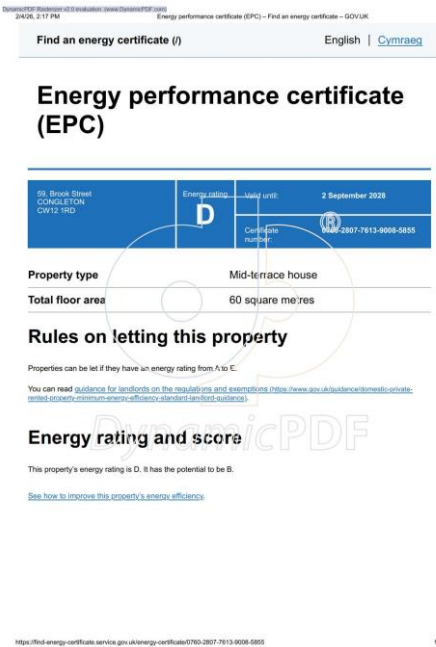 DynamicPDF Rasterizer v2.0 evaluation. (www.DynamicPDF.com)
2/4/26, 2:17 PM Energy performance certificate (EPC) – Find an energy certificate – GOV.UK
Find an energy certificate (/) English | Cymraeg
Energy performance certificate
(EPC)
59, Brook Street
CONGLETON
CW12 1RD
Energy rating
D
Valid until: 2 September 2028
Certificate
number: 0760-2807-7613-9008-5855
Property type Mid-terrace house
Total floor area 60 square metres
Rules on letting this property
Properties can be let if they have an energy rating from A to E.
You can read guidance for landlords on the regulations and exemptions (https://www.gov.uk/guidance/domestic-private-
rented-property-minimum-energy-efficiency-standard-landlord-guidance).
Energy rating and score
DynamicPDF
This property's energy rating is D. It has the potential to be B.
See how to improve this property's energy efficiency.
https://find-energy-certificate.service.gov.uk/energy-certificate/0760-2807-7613-9008-5855